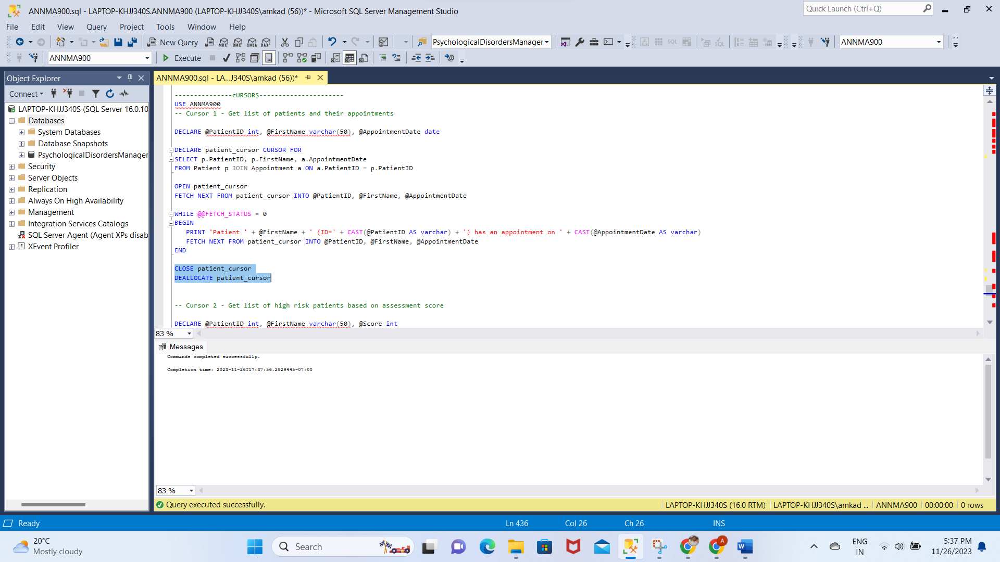 ANNMA900.sql - LAPTOP-KHJJ340S.ANNMA900 (LAPTOP-KHJJ340S\amkad (56))* - Microsoft SQL Server Management Studio
Quick Launch (Ctrl+Q)
File Edit View Query Project Tools Window Help
New Query
MDX DMX XMLA DAX
PsychologicalDisordersManager
SQL
ANNMA900
ANNMA900
Execute
Object Explorer
ANNMA900.sql - LA...J340S\amkad (56))*
Connect
LAPTOP-KHJJ340S (SQL Server 16.0.10
Databases
System Databases
Database Snapshots
PsychologicalDisordersManager
Security
Server Objects
Replication
Always On High Availability
Management
Integration Services Catalogs
SQL Server Agent (Agent XPs disab
XEvent Profiler
---------------cURSORS----------------------
USE ANNMA900
-- Cursor 1 - Get list of patients and their appointments
DECLARE @PatientID int, @FirstName varchar(50), @AppointmentDate date
DECLARE patient_cursor CURSOR FOR
SELECT p.PatientID, p.FirstName, a.AppointmentDate
FROM Patient p JOIN Appointment a ON a.PatientID = p.PatientID
OPEN patient_cursor
FETCH NEXT FROM patient_cursor INTO @PatientID, @FirstName, @AppointmentDate
WHILE @@FETCH_STATUS = 0
BEGIN
PRINT 'Patient ' + @FirstName + ' (ID=' + CAST(@PatientID AS varchar) + ') has an appointment on ' + CAST(@AppointmentDate AS varchar)
FETCH NEXT FROM patient_cursor INTO @PatientID, @FirstName, @AppointmentDate
END
CLOSE patient_cursor
DEALLOCATE patient_cursor
-- Cursor 2 - Get list of high risk patients based on assessment score
DECLARE @PatientID int, @FirstName varchar(50), @Score int
83 %
Messages
Commands completed successfully.
Completion time: 2023-11-26T17:37:56.2829445-07:00
83 %
Query executed successfully.
LAPTOP-KHJJ340S (16.0 RTM) LAPTOP-KHJJ340S\amkad ... ANNMA900 00:00:00 0 rows
Ready
Ln 436 Col 26 Ch 26 INS
20°C
Mostly cloudy
Search
A
W
ENG
IN
5:37 PM
11/26/2023